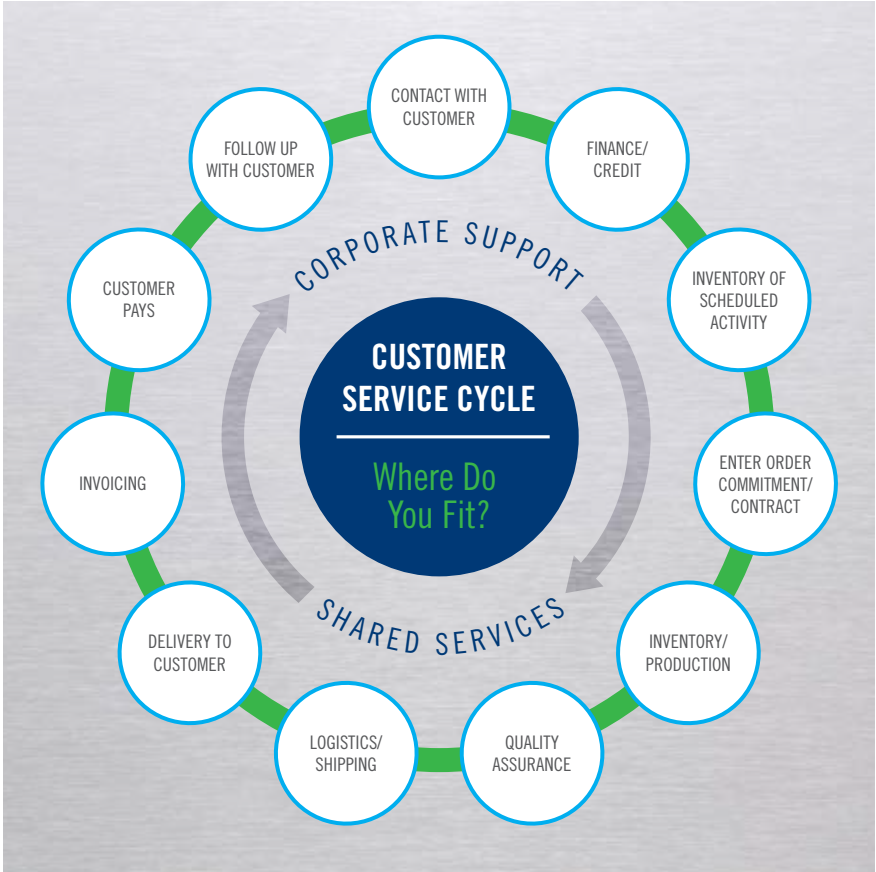 CONTACT WITH
CUSTOMER
FINANCE/
CREDIT
INVENTORY OF
SCHEDULED
ACTIVITY
ENTER ORDER
COMMITMENT/
CONTRACT
INVENTORY/
PRODUCTION
QUALITY
ASSURANCE
LOGISTICS/
SHIPPING
DELIVERY TO
CUSTOMER
INVOICING
CUSTOMER
PAYS
FOLLOW UP
WITH CUSTOMER
CORPORATE SUPPORT
CUSTOMER
SERVICE CYCLE
Where Do
You Fit?
SHARED SERVICES